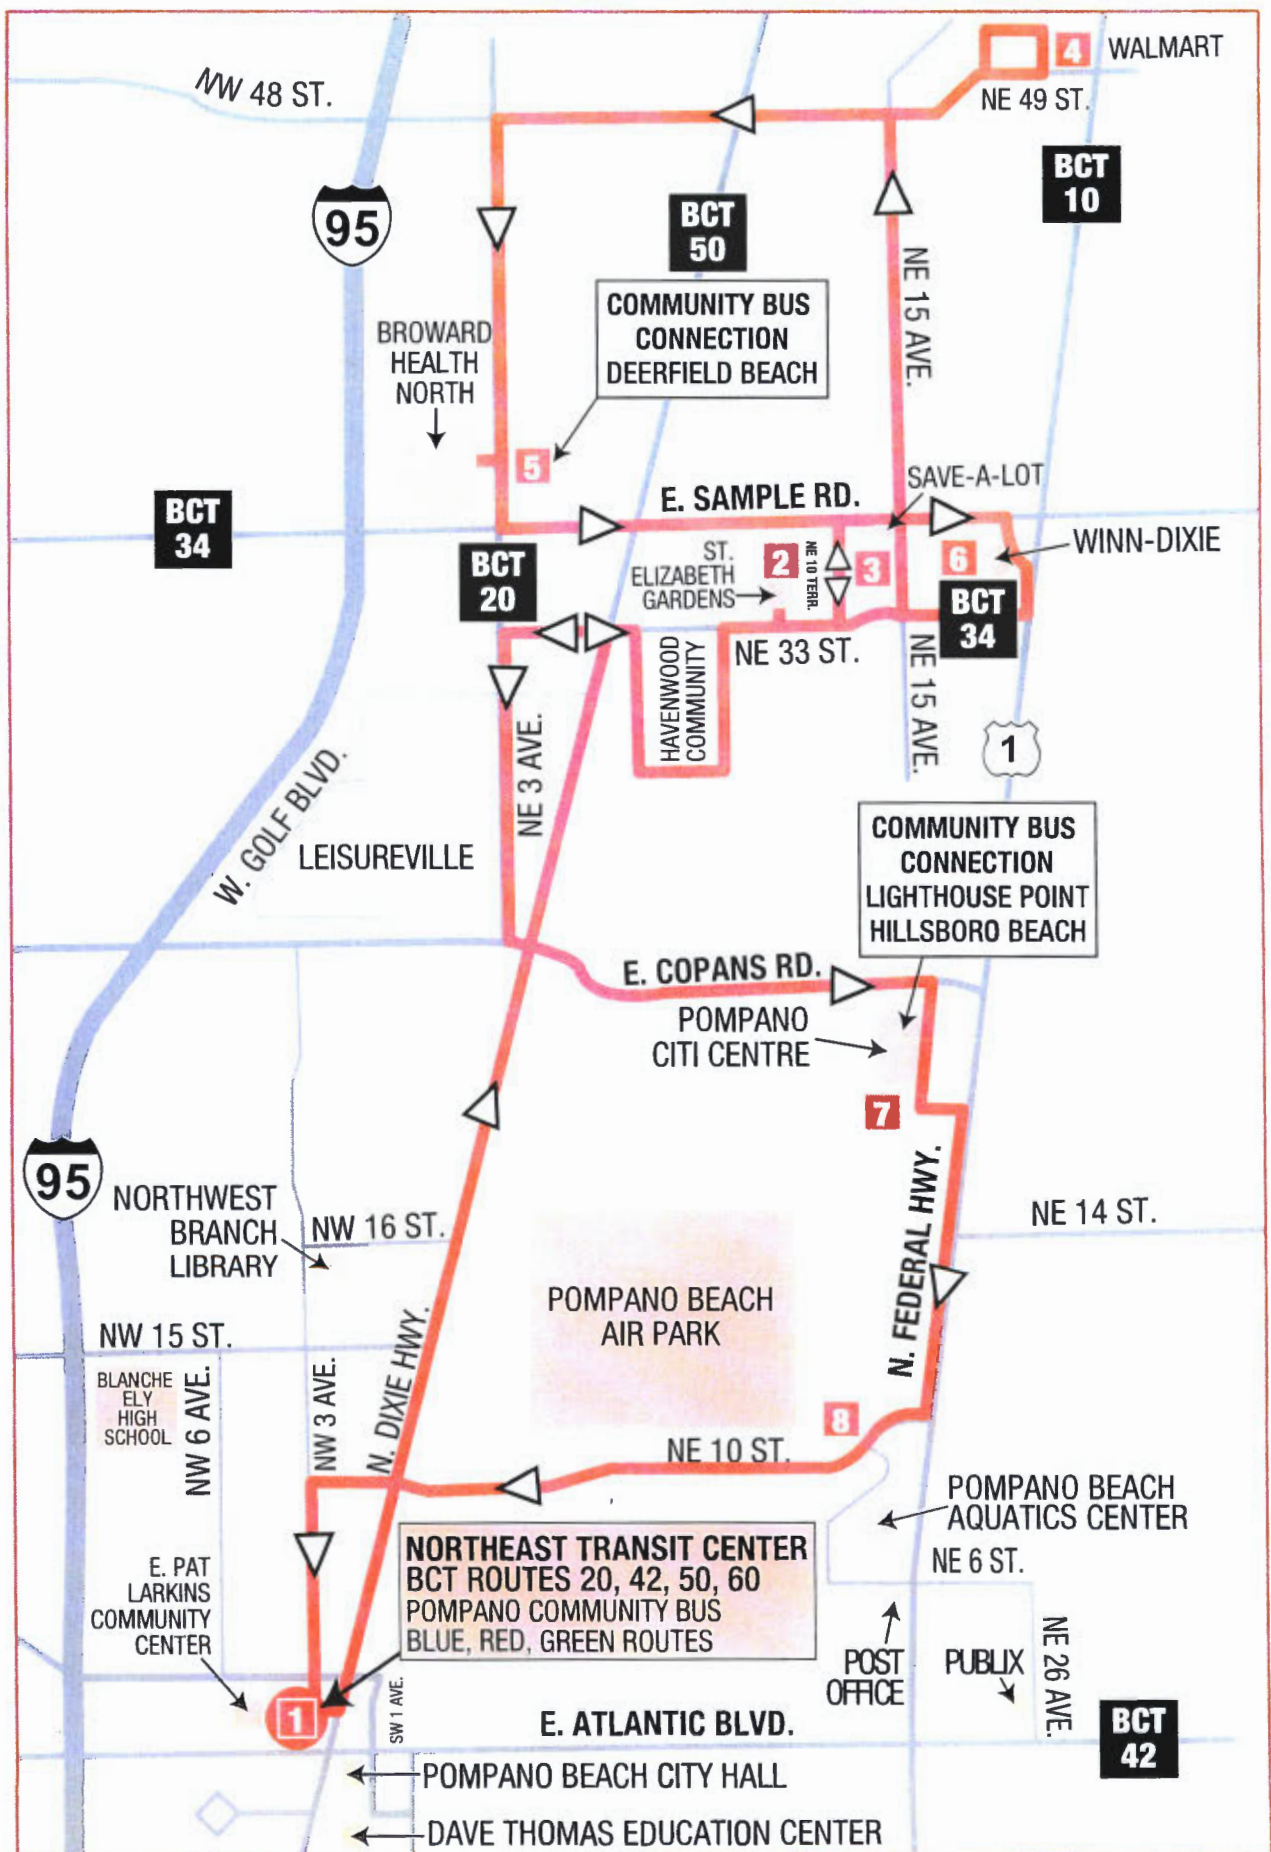 4
WALMART
NW 48 ST.
NE 49 ST.
BCT
10
95
BCT
50
NE 15 AVE.
COMMUNITY BUS
CONNECTION
DEERFIELD BEACH
BROWARD
HEALTH
NORTH
5
SAVE-A-LOT
E. SAMPLE RD.
BCT
34
WINN-DIXIE
BCT
20
ST.
ELIZABETH
GARDENS
2
NE 10 TERR.
3
6
BCT
34
NE 33 ST.
HAVENWOOD
COMMUNITY
NE 15 AVE.
1
NE 3 AVE.
W. GOLF BLVD.
LEISUREVILLE
COMMUNITY BUS
CONNECTION
LIGHTHOUSE POINT
HILLSBORO BEACH
E. COPANS RD.
POMPANO
CITI CENTRE
7
95
NORTHWEST
BRANCH
LIBRARY
NW 16 ST.
N. FEDERAL HWY.
NE 14 ST.
POMPANO BEACH
AIR PARK
NW 15 ST.
BLANCHE
ELY
HIGH
SCHOOL
NW 6 AVE.
NW 3 AVE.
N. DIXIE HWY.
8
NE 10 ST.
POMPANO BEACH
AQUATICS CENTER
NE 6 ST.
NORTHEAST TRANSIT CENTER
BCT ROUTES 20, 42, 50, 60
POMPANO COMMUNITY BUS
BLUE, RED, GREEN ROUTES
E. PAT
LARKINS
COMMUNITY
CENTER
POST
OFFICE
PUBLIX
NE 26 AVE.
1
SW 1 AVE.
E. ATLANTIC BLVD.
BCT
42
POMPANO BEACH CITY HALL
DAVE THOMAS EDUCATION CENTER